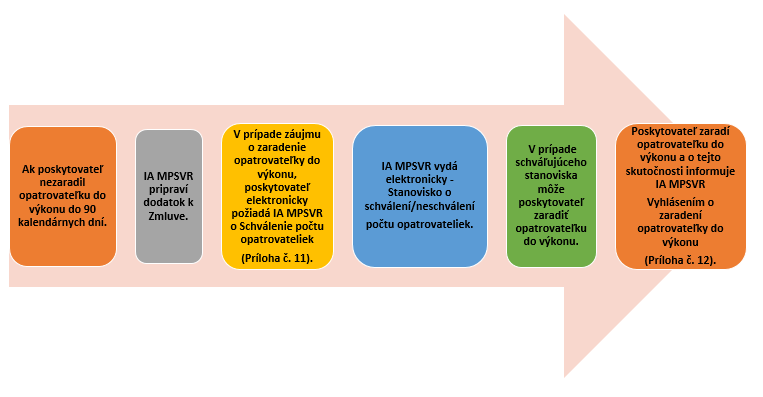 Ak poskytovateľ
nezaradil
opatrovateľku do
výkonu do 90
kalendárnych dní.
IA MPSVR
pripraví
dodatok k
Zmluve.
V prípade záujmu
o zaradenie
opatrovateľky do
výkonu,
poskytovateľ
elektronicky
požiadá IA MPSVR
o Schválenie počtu
opatrovateliek
(Príloha č. 11).
IA MPSVR vydá
elektronicky -
Stanovisko o
schválení/neschválení
počtu opatrovateliek.
V prípade
schváľujúceho
stanoviska
môže
poskytovateľ
zaradiť
opatrovateľku
do výkonu.
Poskytovateľ zaradí
opatrovateľku do
výkonu a o tejto
skutočnosti informuje
IA MPSVR
Vyhlásením o
zaradení
opatrovateľky do
výkonu
(Príloha č. 12).